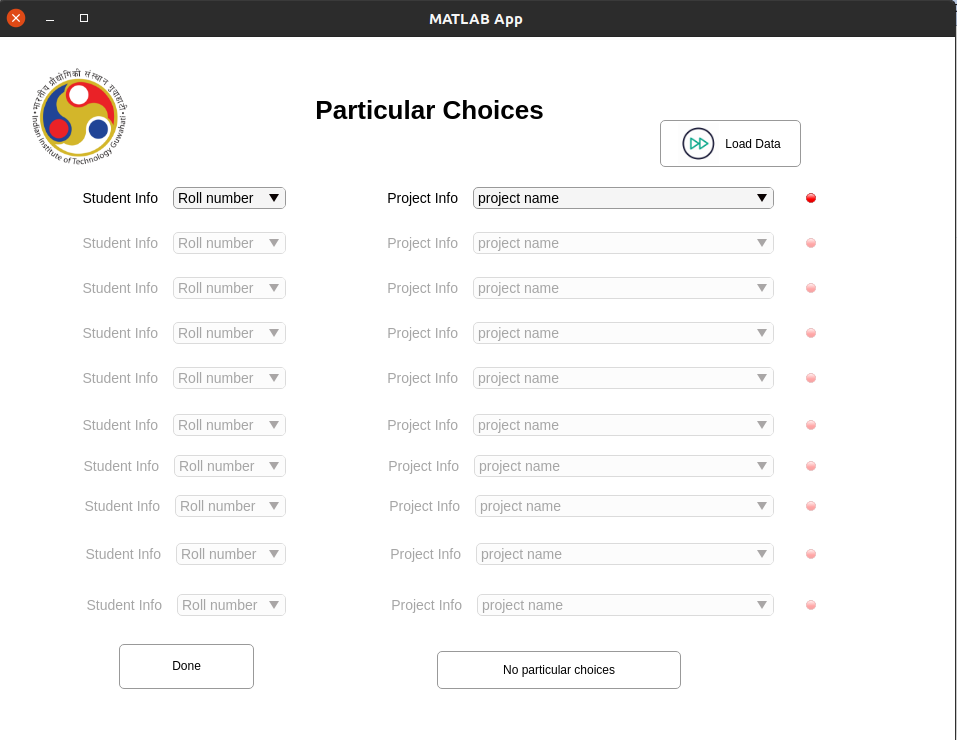 MATLAB App
भारतीय प्रौद्योगिकी संस्थान गुवाहाटी
Indian Institute of Technology Guwahati
Particular Choices
Load Data
Student Info Roll number Project Info project name
Student Info Roll number Project Info project name
Student Info Roll number Project Info project name
Student Info Roll number Project Info project name
Student Info Roll number Project Info project name
Student Info Roll number Project Info project name
Student Info Roll number Project Info project name
Student Info Roll number Project Info project name
Student Info Roll number Project Info project name
Student Info Roll number Project Info project name
Done
No particular choices